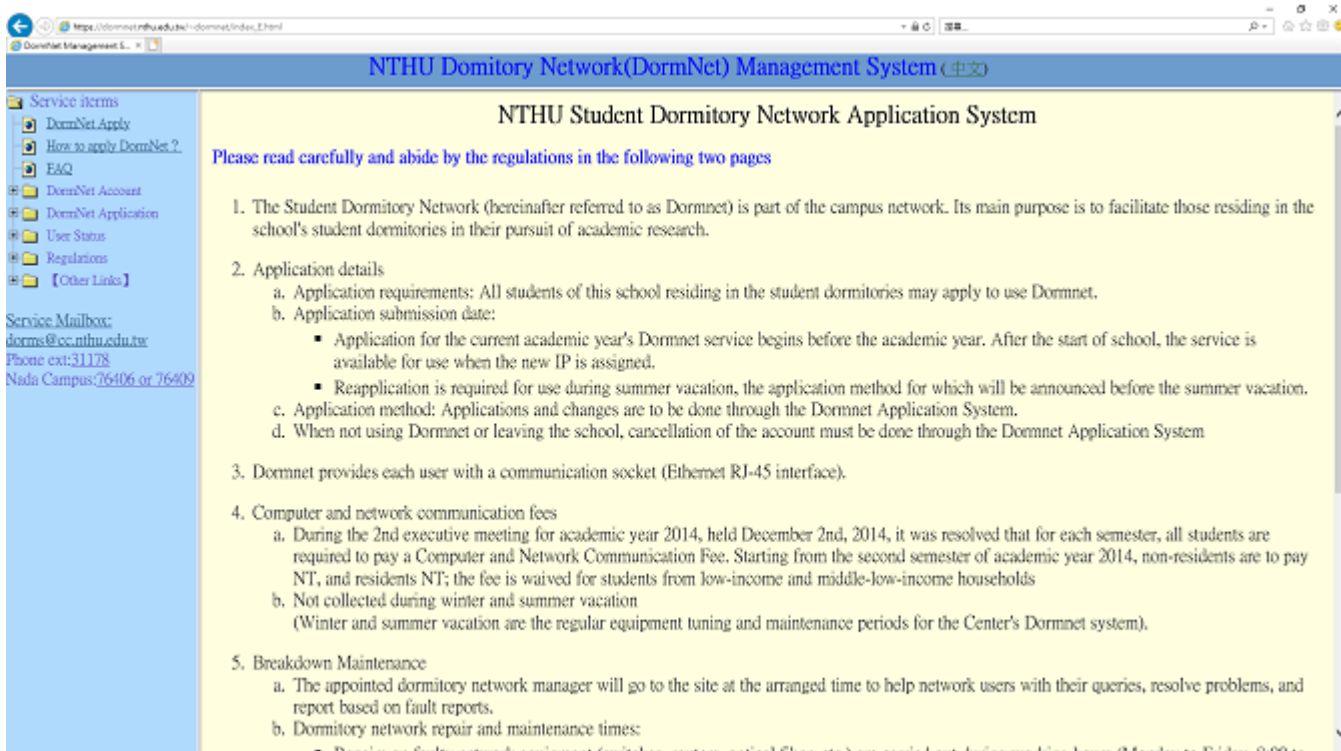 https://dormnet.nthu.edu.tw/~dormnet/index_E.html
DormNet Management S...
NTHU Domitory Network(DormNet) Management System (中文)
Service iterms
DormNet Apply
How to apply DormNet ?
FAQ
DormNet Account
DormNet Application
User Status
Regulations
【Other Links】
Service Mailbox:
dorms@cc.nthu.edu.tw
Phone ext:31178
Nada Campus:76406 or 76409
NTHU Student Dormitory Network Application System
Please read carefully and abide by the regulations in the following two pages
1. The Student Dormitory Network (hereinafter referred to as Dormnet) is part of the campus network. Its main purpose is to facilitate those residing in the
school's student dormitories in their pursuit of academic research.
2. Application details
a. Application requirements: All students of this school residing in the student dormitories may apply to use Dormnet.
b. Application submission date:
▪ Application for the current academic year's Dormnet service begins before the academic year. After the start of school, the service is
available for use when the new IP is assigned.
▪ Reapplication is required for use during summer vacation, the application method for which will be announced before the summer vacation.
c. Application method: Applications and changes are to be done through the Dormnet Application System.
d. When not using Dormnet or leaving the school, cancellation of the account must be done through the Dormnet Application System
3. Dormnet provides each user with a communication socket (Ethernet RJ-45 interface).
4. Computer and network communication fees
a. During the 2nd executive meeting for academic year 2014, held December 2nd, 2014, it was resolved that for each semester, all students are
required to pay a Computer and Network Communication Fee. Starting from the second semester of academic year 2014, non-residents are to pay
NT, and residents NT; the fee is waived for students from low-income and middle-low-income households
b. Not collected during winter and summer vacation
(Winter and summer vacation are the regular equipment tuning and maintenance periods for the Center's Dormnet system).
5. Breakdown Maintenance
a. The appointed dormitory network manager will go to the site at the arranged time to help network users with their queries, resolve problems, and
report based on fault reports.
b. Dormitory network repair and maintenance times: